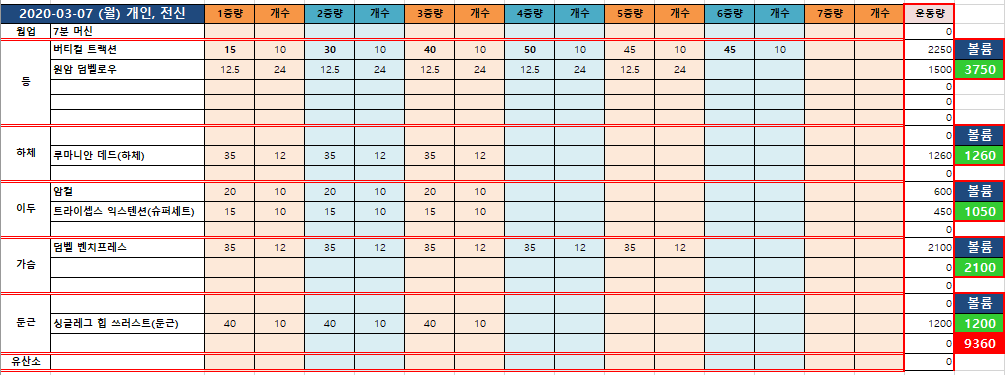 2020-03-07 (월) 개인, 전신 1중량 개수 2중량 개수 3중량 개수 4중량 개수 5중량 개수 6중량 개수 7중량 개수 운동량
웜업 7분 머신 0
버티컬 트랙션 15 10 30 10 40 10 50 10 45 10 45 10 2250 볼륨
원암 덤벨로우 12.5 24 12.5 24 12.5 24 12.5 24 12.5 24 1500 3750
등 0
0
0
0 볼륨
하체 루마니안 데드(하체) 35 12 35 12 35 12 1260 1260
0
암컬 20 10 20 10 20 10 600 볼륨
이두 트라이셉스 익스텐션(슈퍼세트) 15 10 15 10 15 10 450 1050
0
덤벨 벤치프레스 35 12 35 12 35 12 35 12 35 12 2100 볼륨
가슴 0 2100
0
0 볼륨
둔근 싱글레그 힙 쓰러스트(둔근) 40 10 40 10 40 10 1200 1200
0 9360
유산소 0